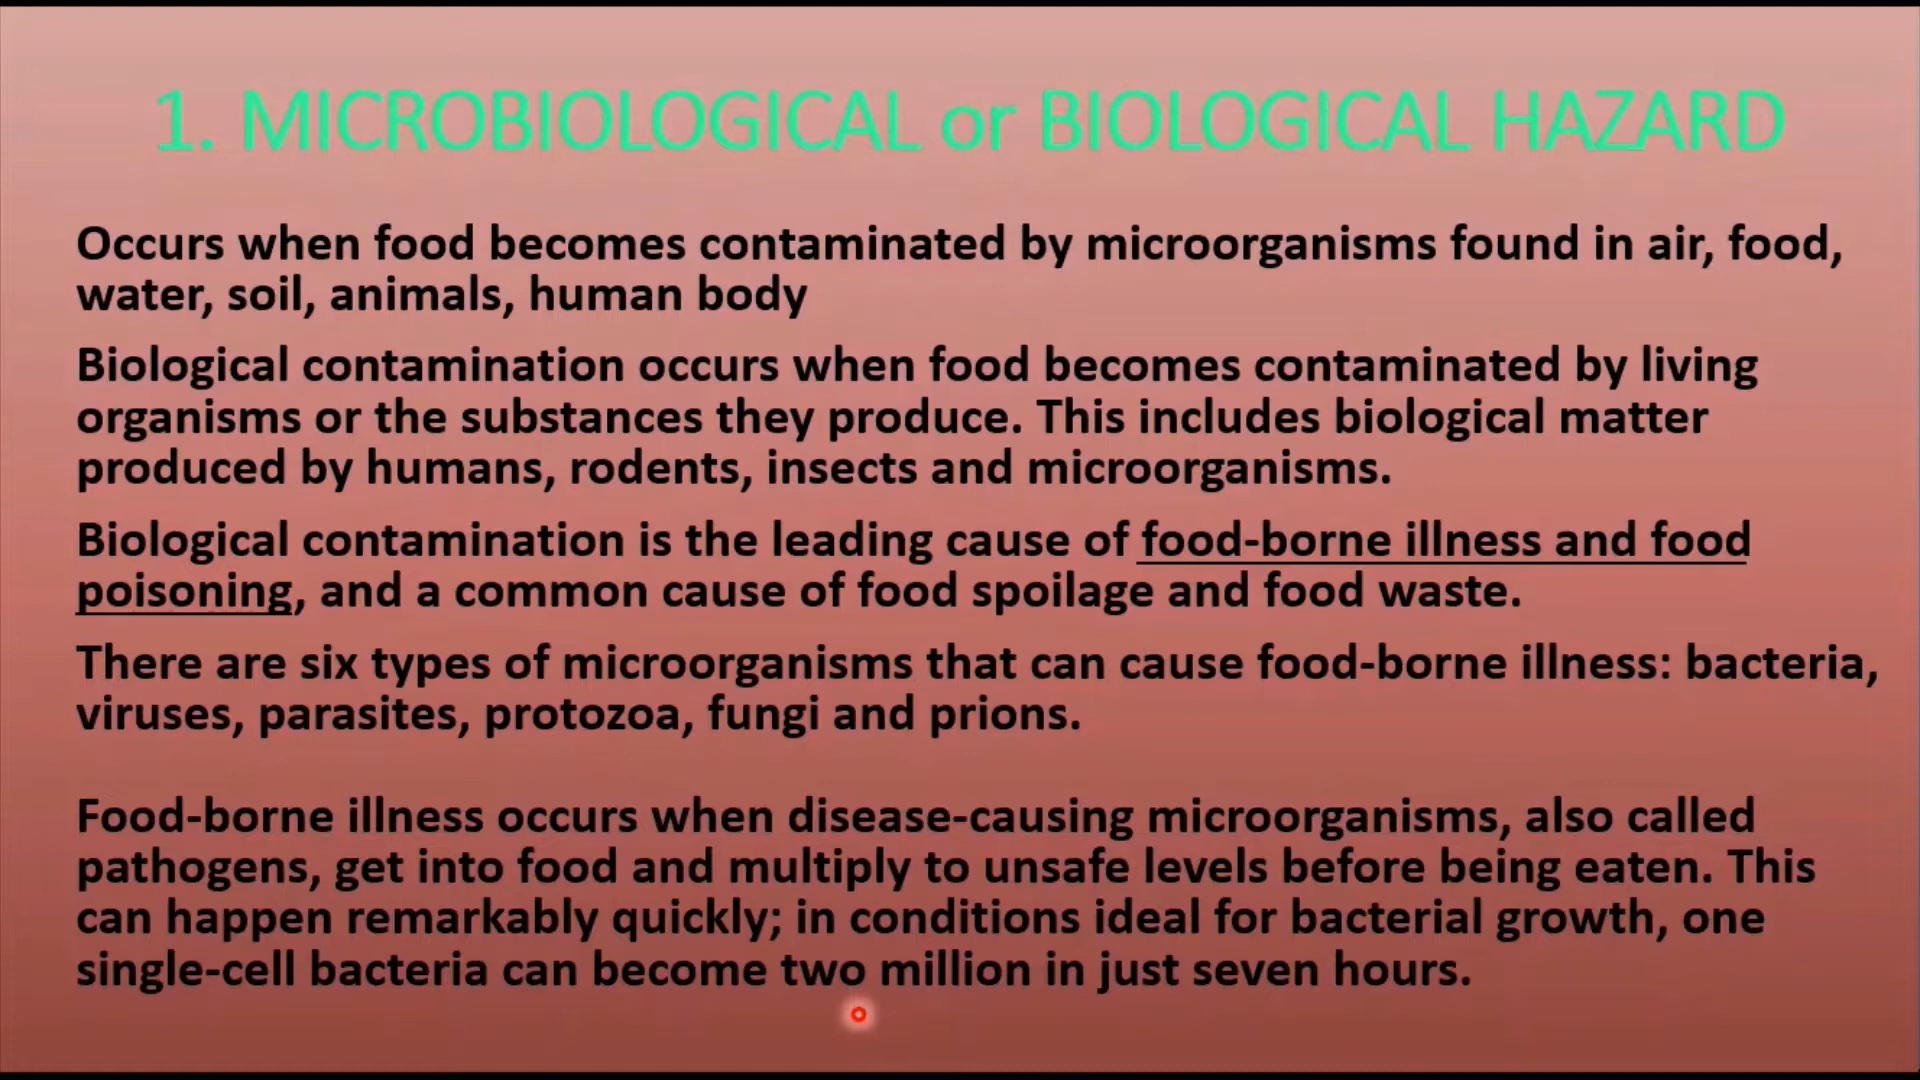 1. MICROBIOLOGICAL or BIOLOGICAL HAZARD
Occurs when food becomes contaminated by microorganisms found in air, food,
water, soil, animals, human body
Biological contamination occurs when food becomes contaminated by living
organisms or the substances they produce. This includes biological matter
produced by humans, rodents, insects and microorganisms.
Biological contamination is the leading cause of food-borne illness and food
poisoning, and a common cause of food spoilage and food waste.
There are six types of microorganisms that can cause food-borne illness: bacteria,
viruses, parasites, protozoa, fungi and prions.
Food-borne illness occurs when disease-causing microorganisms, also called
pathogens, get into food and multiply to unsafe levels before being eaten. This
can happen remarkably quickly; in conditions ideal for bacterial growth, one
single-cell bacteria can become two million in just seven hours.